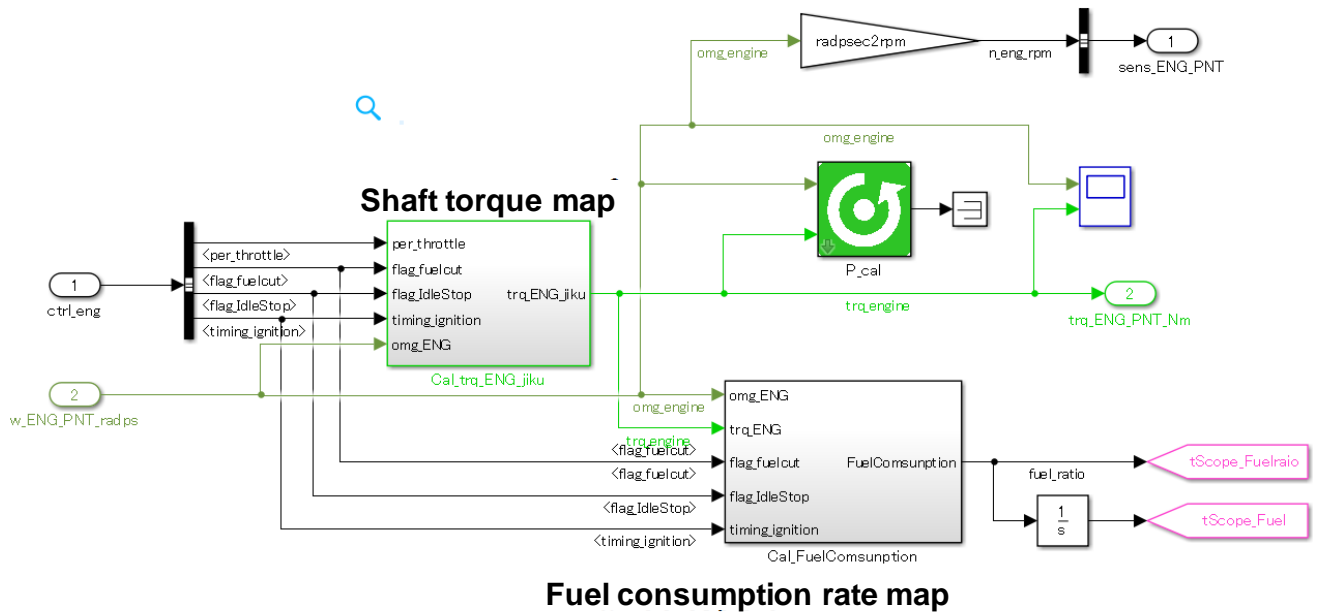 radpsec2rpm
omg_engine
n_eng_rpm
1
sens_ENG_PNT
omg_engine
Shaft torque map
per_throttle
<per_throttle>
flag_fuelcut
<flag_fuelcut>
flag_IdleStop
trq_ENG_jiku
<flag_IdleStop>
timing_ignition
<timing_ignition>
omg_ENG
Cal_trq_ENG_jiku
1
ctrl_eng
P_cal
trq_engine
2
trq_ENG_PNT_Nm
2
w_ENG_PNT_radps
omg_engine
omg_ENG
trq_engine
trq_ENG
<flag_fuelcut>
flag_fuelcut
FuelComsunption
<flag_fuelcut>
flag_IdleStop
<flag_IdleStop>
timing_ignition
<timing_ignition>
Cal_FuelComsunption
fuel_ratio
tScope_Fuelraio
1
s
tScope_Fuel
Fuel consumption rate map